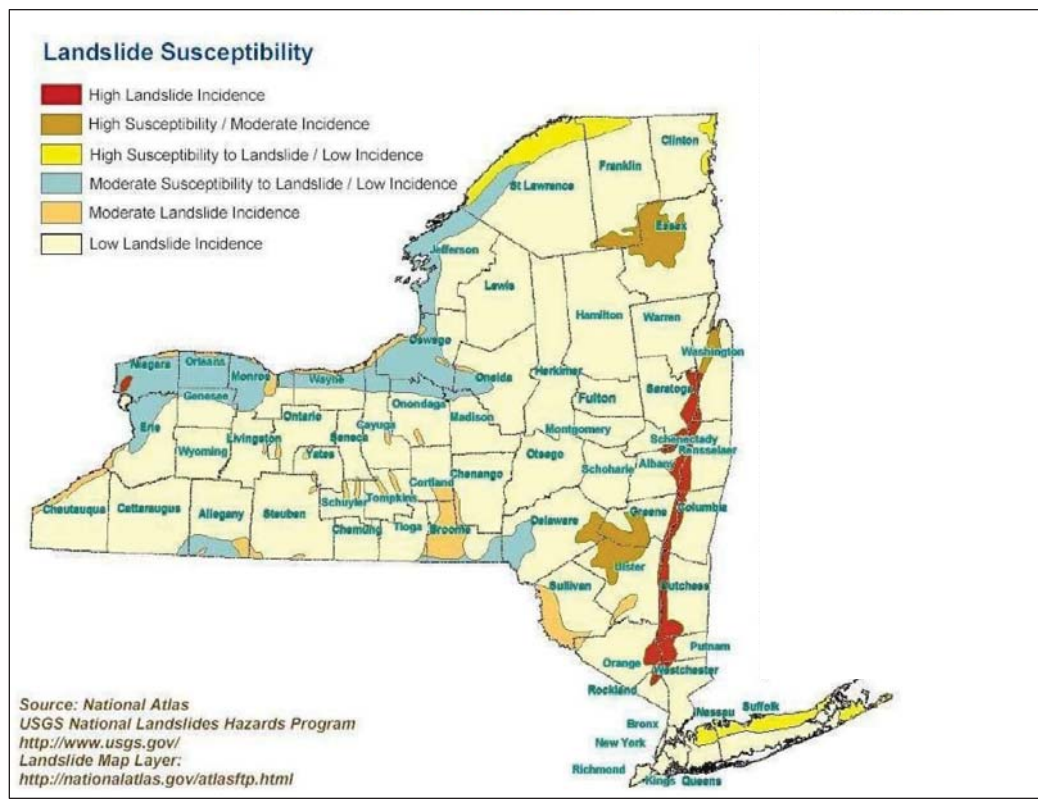 Landslide Susceptibility
High Landslide Incidence
High Susceptibility / Moderate Incidence
High Susceptibility to Landslide / Low Incidence
Moderate Susceptibility to Landslide / Low Incidence
Moderate Landslide Incidence
Low Landslide Incidence
Clinton
Franklin
St Lawrence
Essex
Jefferson
Lewis
Hamilton
Warren
Oswego
Washington
Niagara
Orleans
Monroe
Wayne
Oneida
Herkimer
Saratoga
Genesee
Fulton
Onondaga
Ontario
Madison
Cayuga
Montgomery
Erie
Livingston
Seneca
Schenectady
Wyoming
Yates
Rensselaer
Otsego
Schoharie
Albany
Chenango
Cortland
Tompkins
Schuyler
Chautauqua
Cattaraugus
Allegany
Steuben
Greene
Columbia
Delaware
Chemung
Tioga
Broome
Ulster
Sullivan
Dutchess
Putnam
Orange
Westchester
Rockland
Suffolk
Nassau
Bronx
New York
Richmond
Kings Queens
Source: National Atlas
USGS National Landslides Hazards Program
http://www.usgs.gov/
Landslide Map Layer:
http://nationalatlas.gov/atlasftp.html